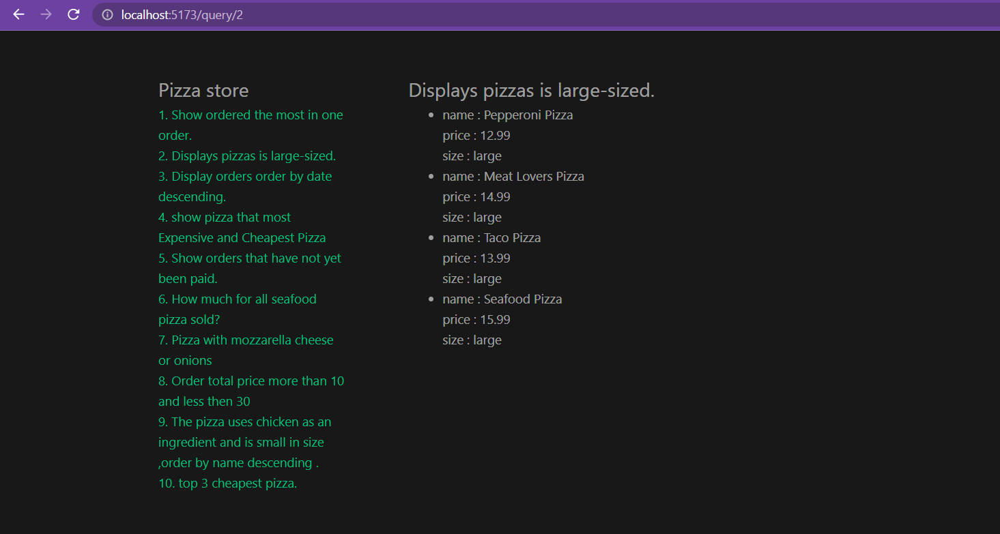 localhost:5173/query/2
Pizza store
1. Show ordered the most in one
order.
2. Displays pizzas is large-sized.
3. Display orders order by date
descending.
4. show pizza that most
Expensive and Cheapest Pizza
5. Show orders that have not yet
been paid.
6. How much for all seafood
pizza sold?
7. Pizza with mozzarella cheese
or onions
8. Order total price more than 10
and less then 30
9. The pizza uses chicken as an
ingredient and is small in size
,order by name descending .
10. top 3 cheapest pizza.
Displays pizzas is large-sized.
name : Pepperoni Pizza
price : 12.99
size : large
name : Meat Lovers Pizza
price : 14.99
size : large
name : Taco Pizza
price : 13.99
size : large
name : Seafood Pizza
price : 15.99
size : large